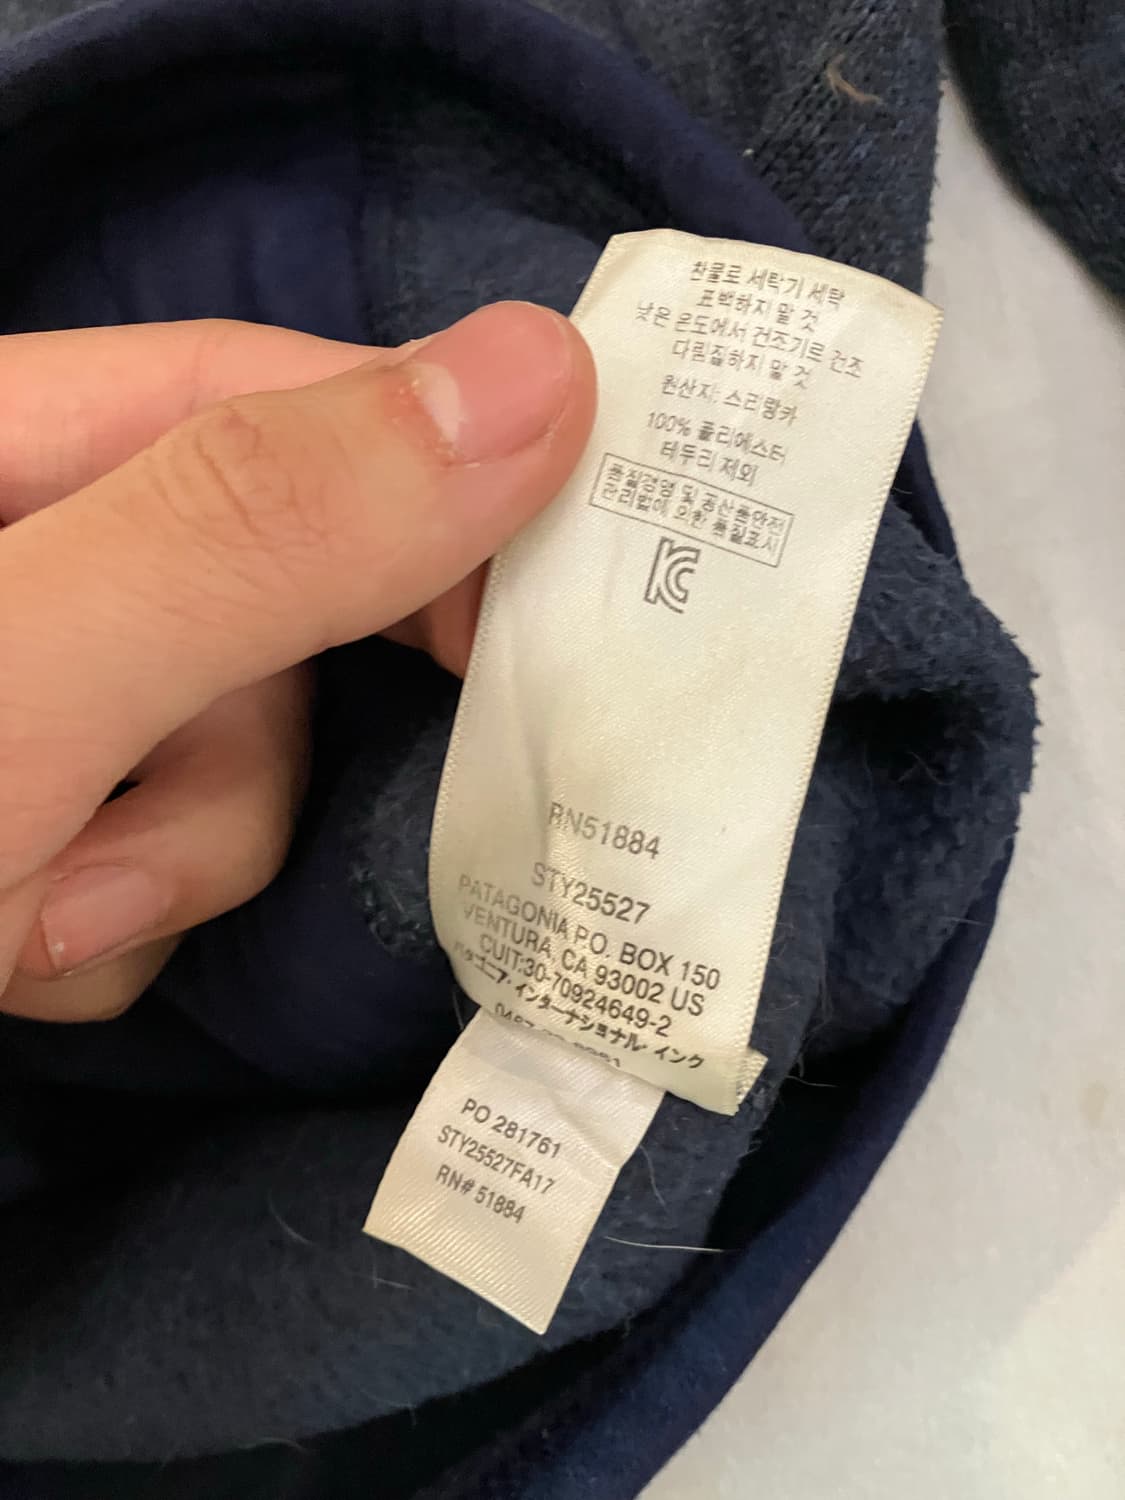 찬물로 세탁기 세탁
표백하지 말 것
낮은 온도에서 건조기로 건조
다림질하지 말 것
원산지: 스리랑카
100% 폴리에스터
테두리 제외
품질경영 및 공산품안전
관리법에 의한 품질표시
KC
RN51884
STY25527
PATAGONIA P.O. BOX 150
VENTURA, CA 93002 US
CUIT:30-70924649-2
パタゴニア・インターナショナル・インク
PO 281761
STY25527FA17
RN# 51884